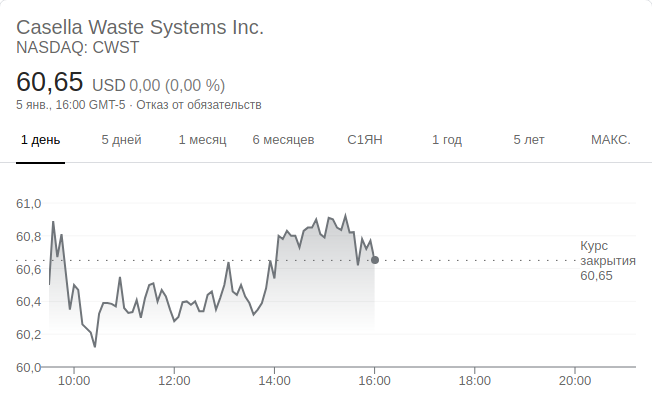 Casella Waste Systems Inc.
NASDAQ: CWST
60,65 USD 0,00 (0,00 %)
5 янв., 16:00 GMT-5 · Отказ от обязательств
1 день 5 дней 1 месяц 6 месяцев С1ЯН 1 год 5 лет МАКС.
61,0
60,8
60,6
60,4
60,2
60,0
Курс
закрытия
60,65
10:00 12:00 14:00 16:00 18:00 20:00